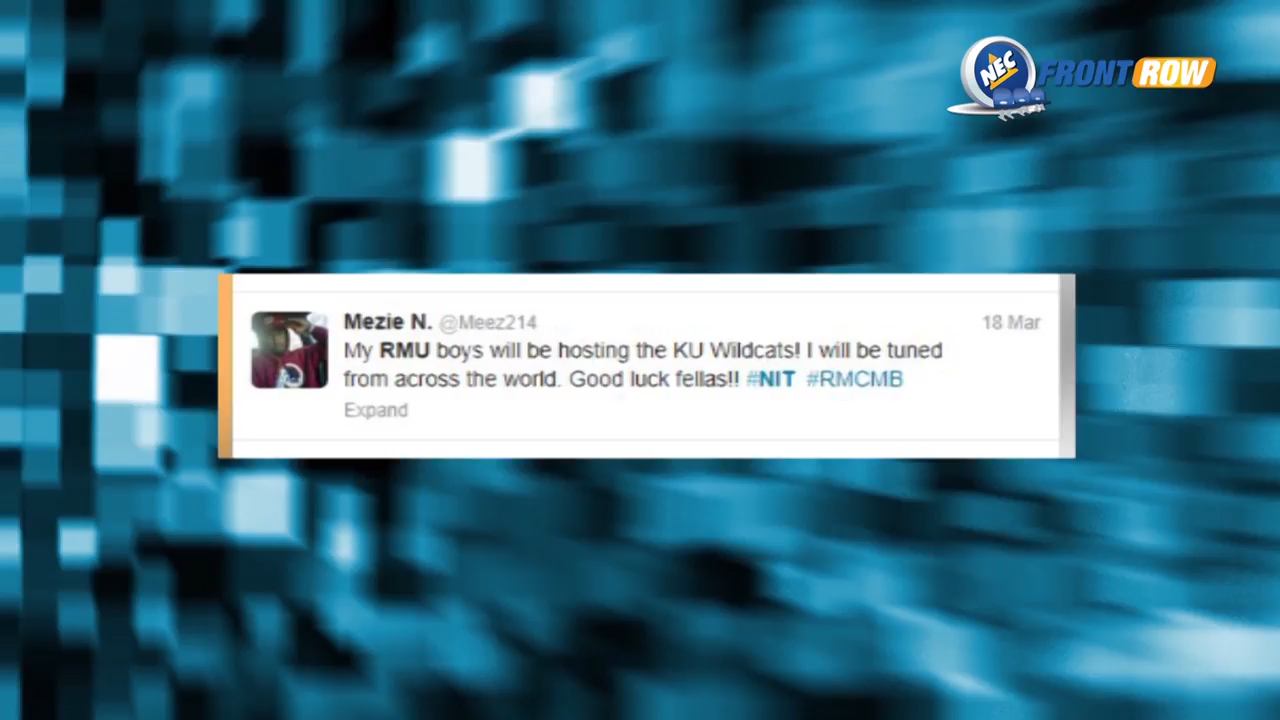 NEC FRONT ROW
Mezie N. @Meez214 18 Mar
My RMU boys will be hosting the KU Wildcats! I will be tuned
from across the world. Good luck fellas!! #NIT #RMCMB
Expand